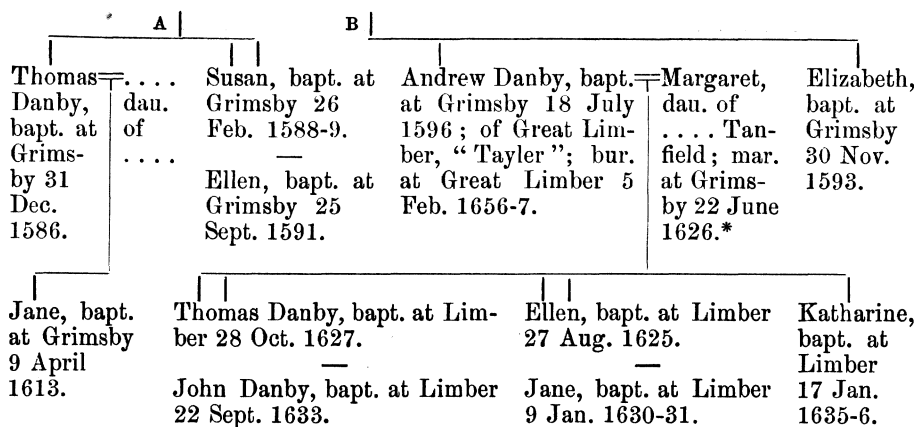 A
B
Thomas=. . . .
Danby, dau.
bapt. at of
Grims- . . . .
by 31
Dec.
1586.
Susan, bapt. at
Grimsby 26
Feb. 1588-9.
—
Ellen, bapt. at
Grimsby 25
Sept. 1591.
Andrew Danby, bapt.=
at Grimsby 18 July
1596 ; of Great Lim-
ber, “ Tayler ”; bur.
at Great Limber 5
Feb. 1656-7.
Margaret,
dau. of
. . . . Tan-
field ; mar.
at Grims-
by 22 June
1626.*
Elizabeth,
bapt. at
Grimsby
30 Nov.
1593.
Jane, bapt.
at Grimsby
9 April
1613.
Thomas Danby, bapt. at Lim-
ber 28 Oct. 1627.
—
John Danby, bapt. at Limber
22 Sept. 1633.
Ellen, bapt. at Limber
27 Aug. 1625.
—
Jane, bapt. at Limber
9 Jan. 1630-31.
Katharine,
bapt. at
Limber
17 Jan.
1635-6.